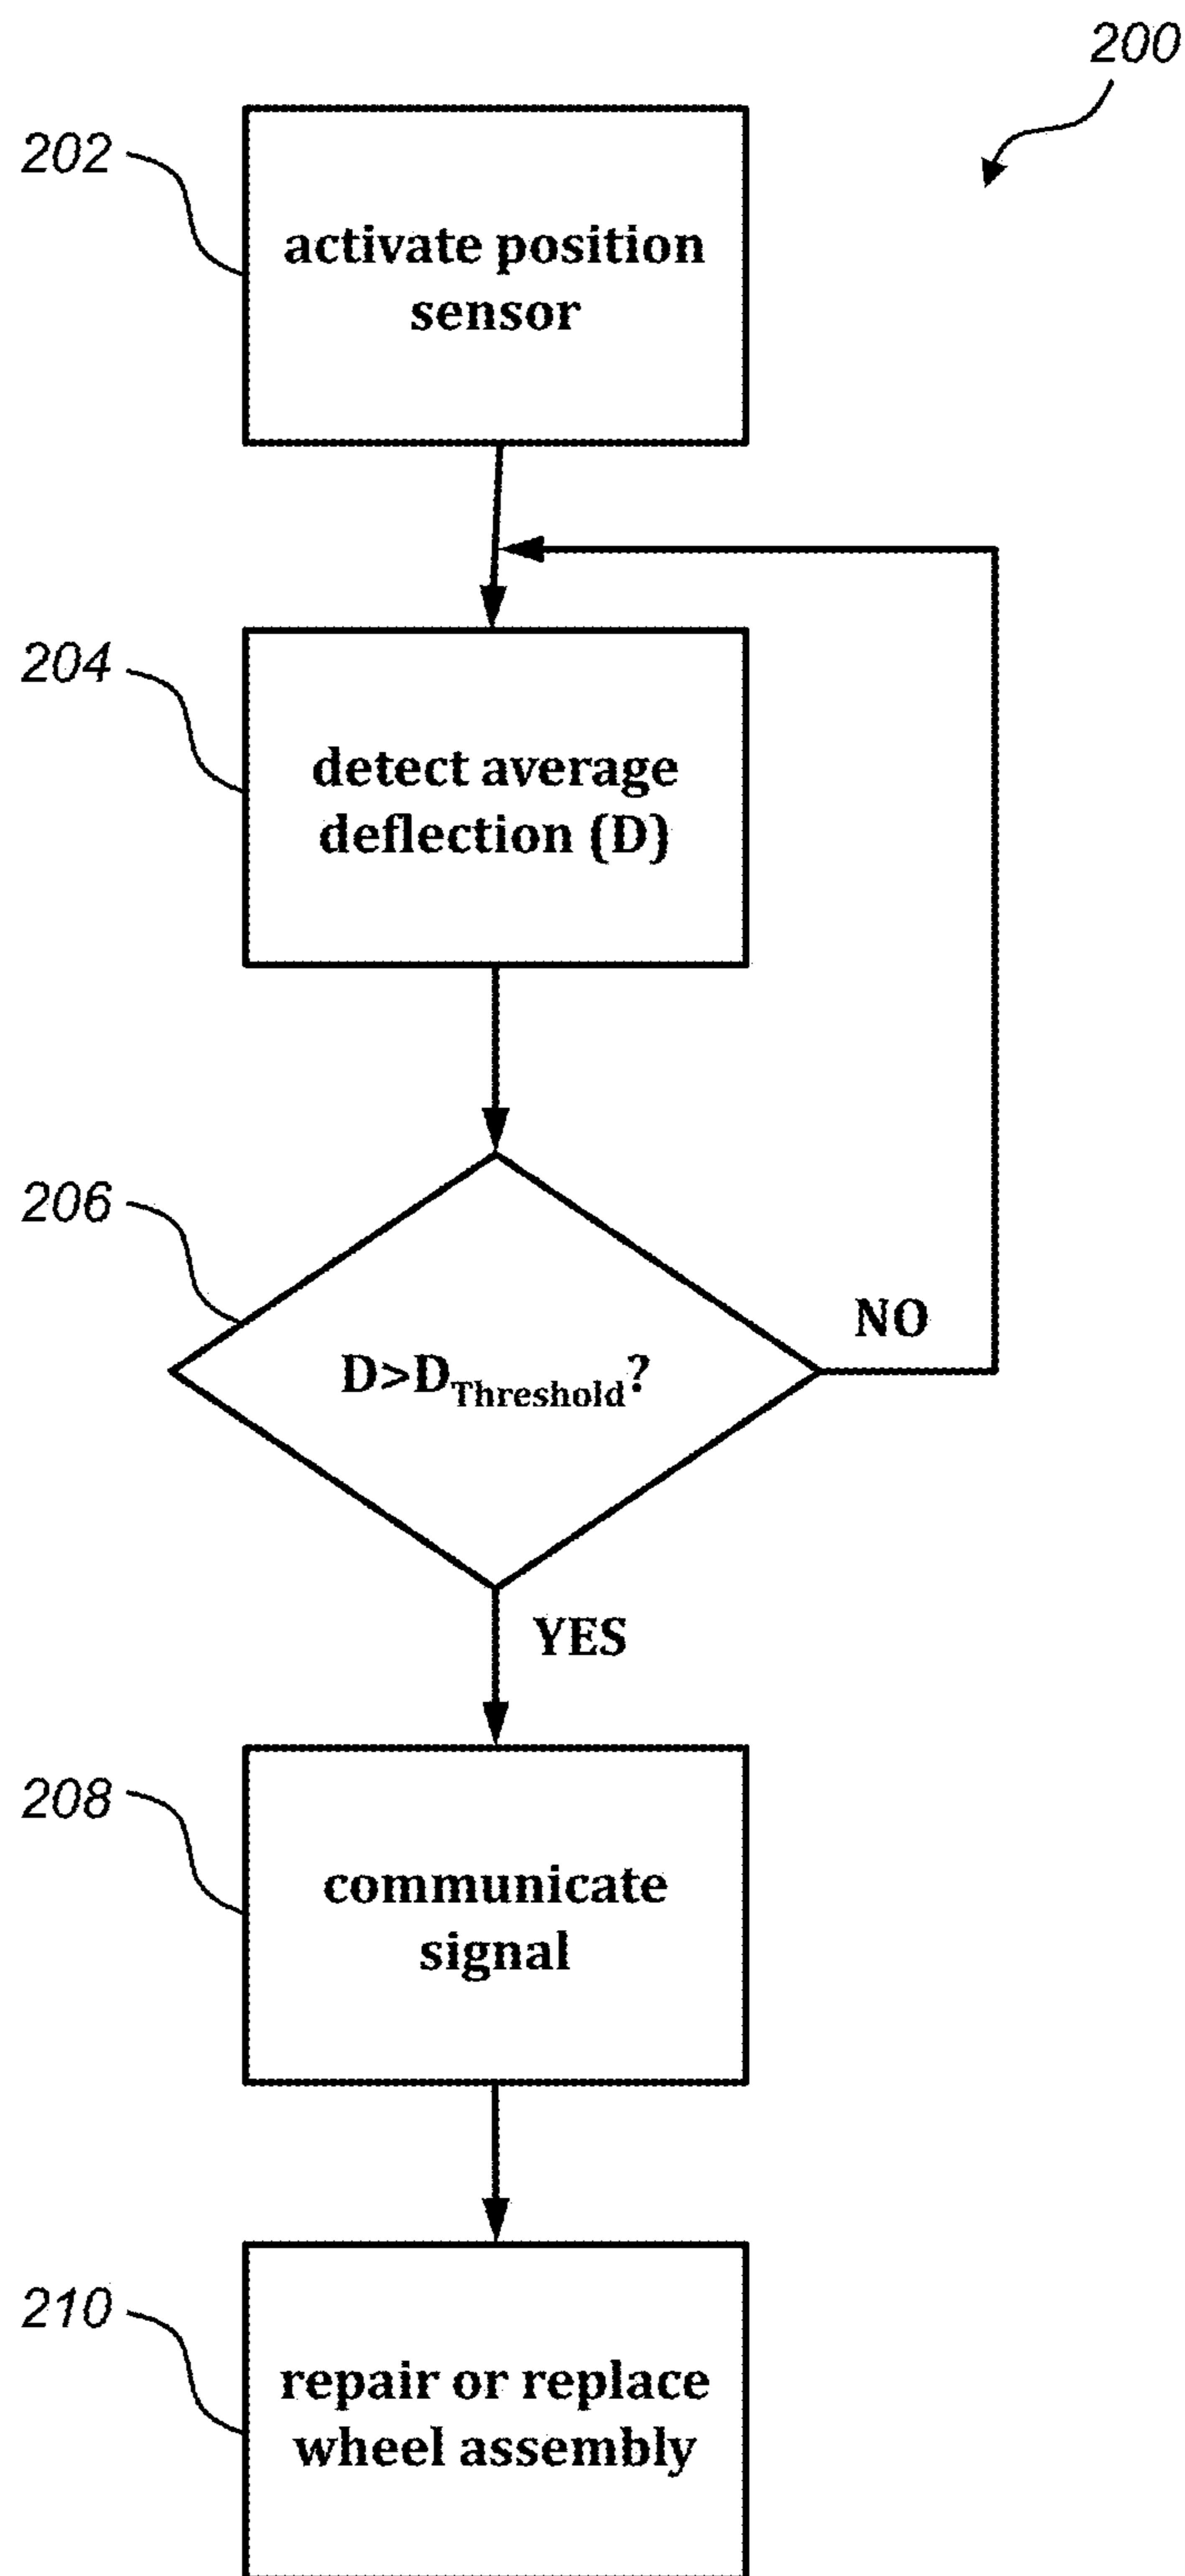 200
202
activate position
sensor
204
detect average
deflection (D)
206
NO
D>DThreshold?
YES
208
communicate
signal
210
repair or replace
wheel assembly